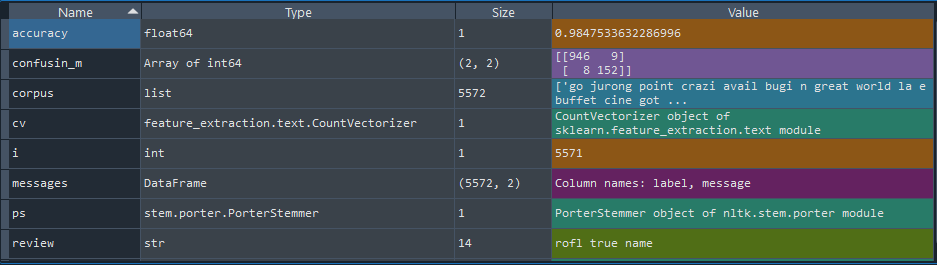 Name Type Size Value
accuracy float64 1 0.9847533632286996
confusin_m Array of int64 (2, 2) [[946   9]
[  8 152]]
corpus list 5572 ['go jurong point crazi avail bugi n great world la e
buffet cine got ...
cv feature_extraction.text.CountVectorizer 1 CountVectorizer object of
sklearn.feature_extraction.text module
i int 1 5571
messages DataFrame (5572, 2) Column names: label, message
ps stem.porter.PorterStemmer 1 PorterStemmer object of nltk.stem.porter module
review str 14 rofl true name